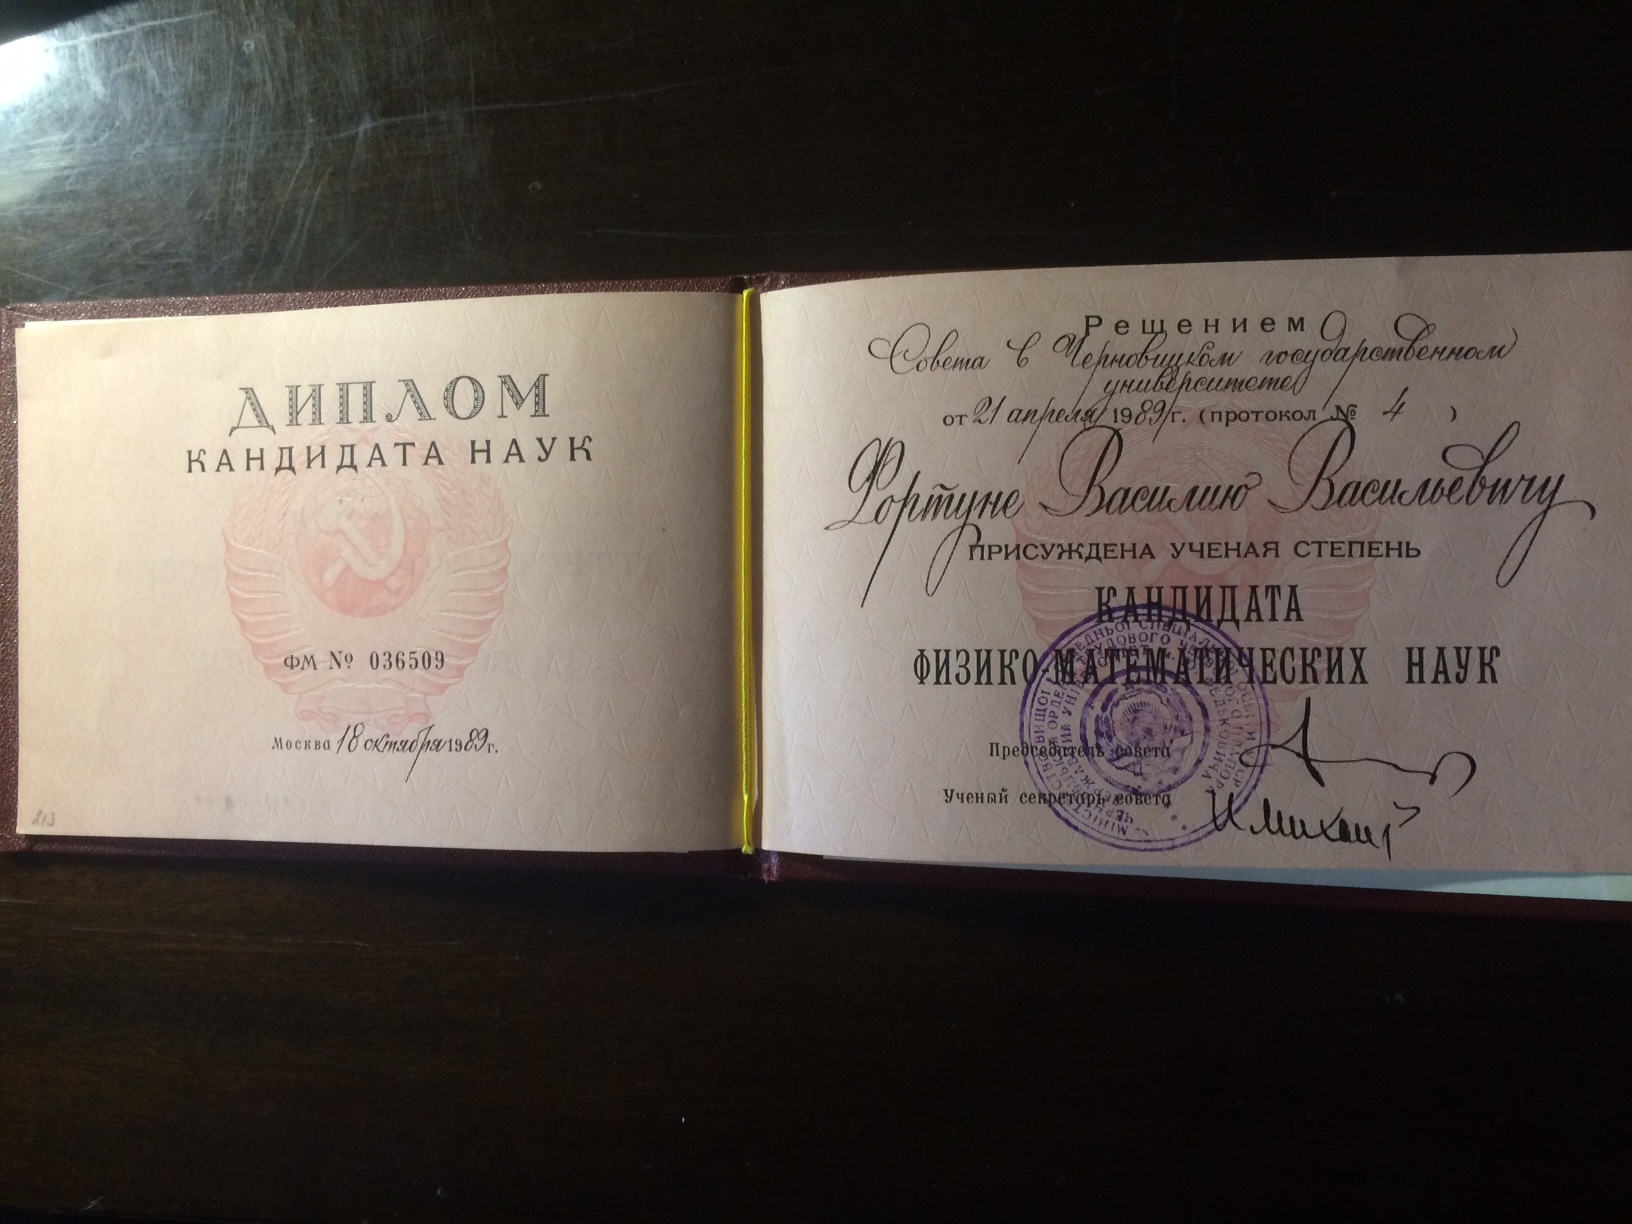 ДИПЛОМ
КАНДИДАТА НАУК
ФМ № 036509
Москва 18 октября 1989 г.
213
Решением
Совета в Черновицком государственном
университете
от 21 апреля 1989 г. (протокол № 4 )
Фортуне Василию Васильевичу
ПРИСУЖДЕНА УЧЕНАЯ СТЕПЕНЬ
КАНДИДАТА
ФИЗИКО-МАТЕМАТИЧЕСКИХ НАУК
Председатель совета
Ученый секретарь совета